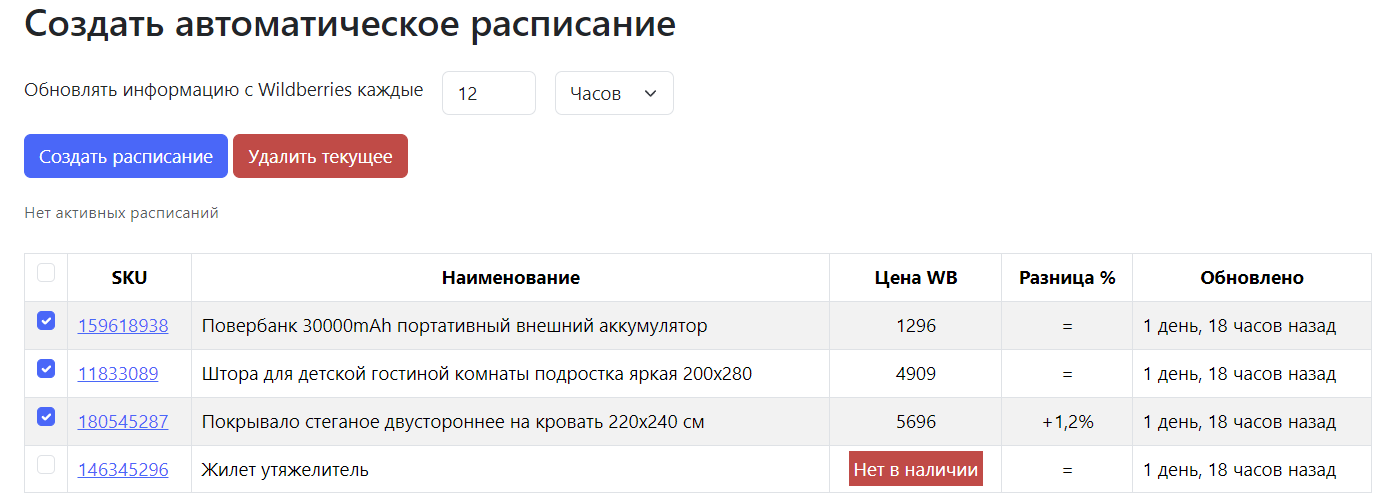 Создать автоматическое расписание
Обновлять информацию с Wildberries каждые 12 Часов
Создать расписание Удалить текущее
Нет активных расписаний
SKU Наименование Цена WB Разница % Обновлено
159618938 Повербанк 30000mAh портативный внешний аккумулятор 1296 = 1 день, 18 часов назад
11833089 Штора для детской гостиной комнаты подростка яркая 200х280 4909 = 1 день, 18 часов назад
180545287 Покрывало стеганое двустороннее на кровать 220х240 см 5696 +1,2% 1 день, 18 часов назад
146345296 Жилет утяжелитель Нет в наличии = 1 день, 18 часов назад